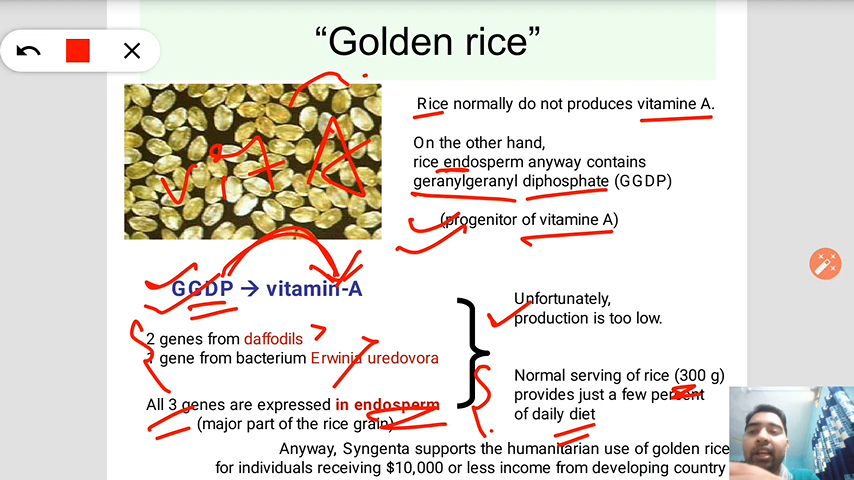 “Golden rice”
Rice normally do not produces vitamine A.
On the other hand,
rice endosperm anyway contains
geranylgeranyl diphosphate (GGDP)
(progenitor of vitamine A)
vit A
GGDP → vitamin-A
2 genes from daffodils
1 gene from bacterium Erwinia uredovora
All 3 genes are expressed in endosperm
(major part of the rice grain)
Unfortunately,
production is too low.
Normal serving of rice (300 g)
provides just a few percent
of daily diet
Anyway, Syngenta supports the humanitarian use of golden rice
for individuals receiving $10,000 or less income from developing country